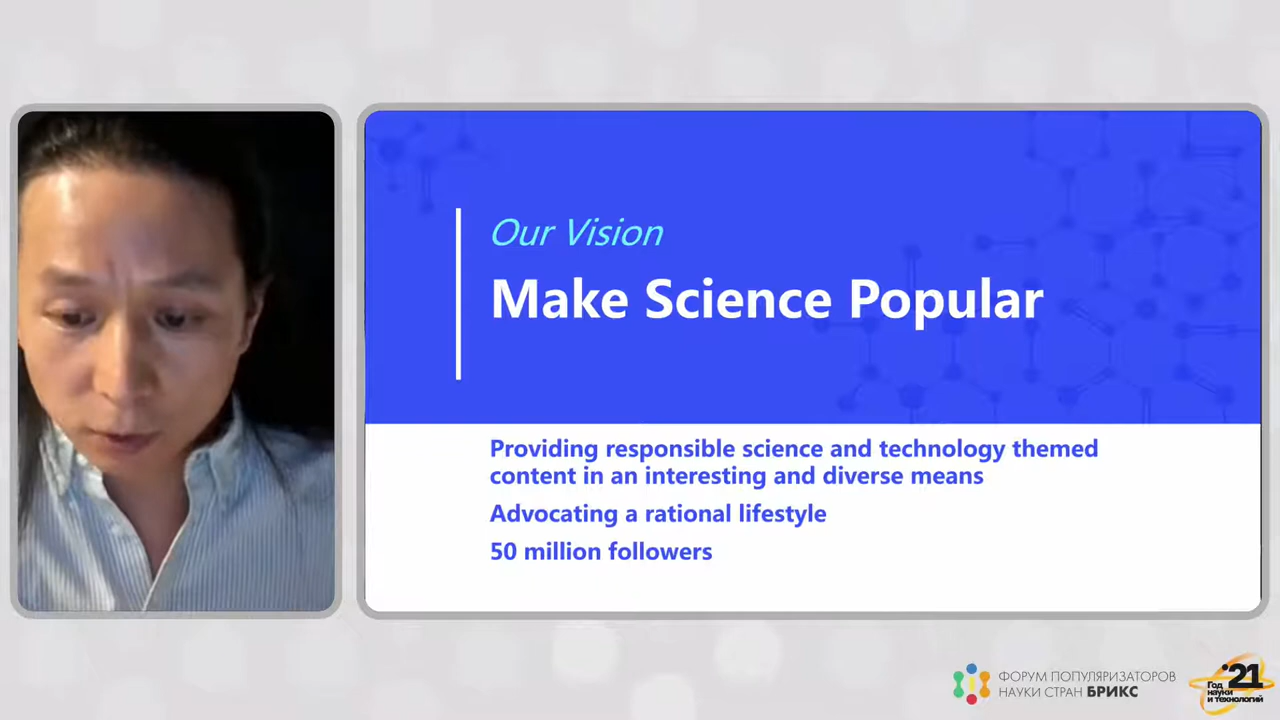 Our Vision
Make Science Popular
Providing responsible science and technology themed
content in an interesting and diverse means
Advocating a rational lifestyle
50 million followers
ФОРУМ ПОПУЛЯРИЗАТОРОВ
НАУКИ СТРАН БРИКС
'21
Год
науки
и технологий